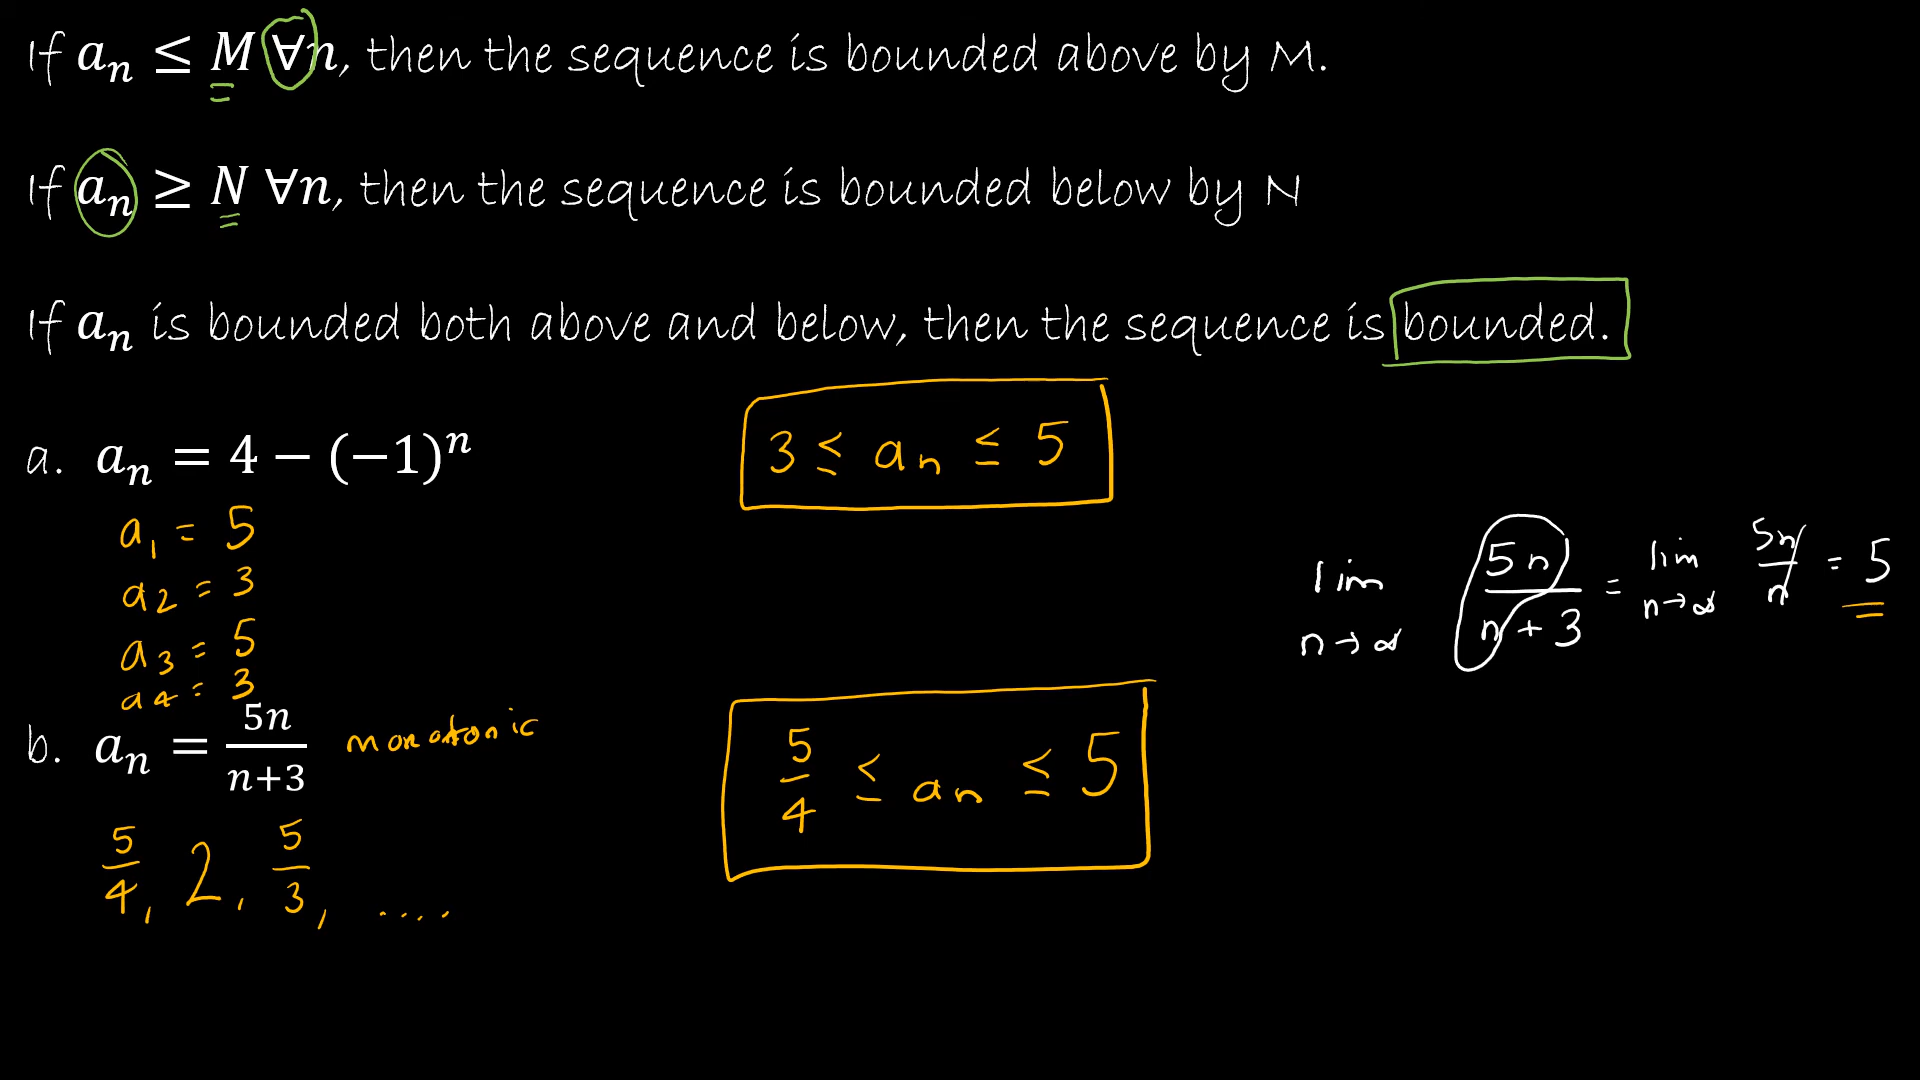 If aₙ ≤ M ∀n, then the sequence is bounded above by M.
If aₙ ≥ N ∀n, then the sequence is bounded below by N
If aₙ is bounded both above and below, then the sequence is bounded.
a. aₙ = 4 − (−1)ⁿ
3 ≤ aₙ ≤ 5
a₁ = 5
a₂ = 3
a₃ = 5
a₄ = 3
lim n→∞ 5n/(n+3) = lim n→∞ 5n/n = 5
b. aₙ = 5n/(n+3) monotonic
5/4 ≤ aₙ ≤ 5
5/4, 2, 5/3, ....